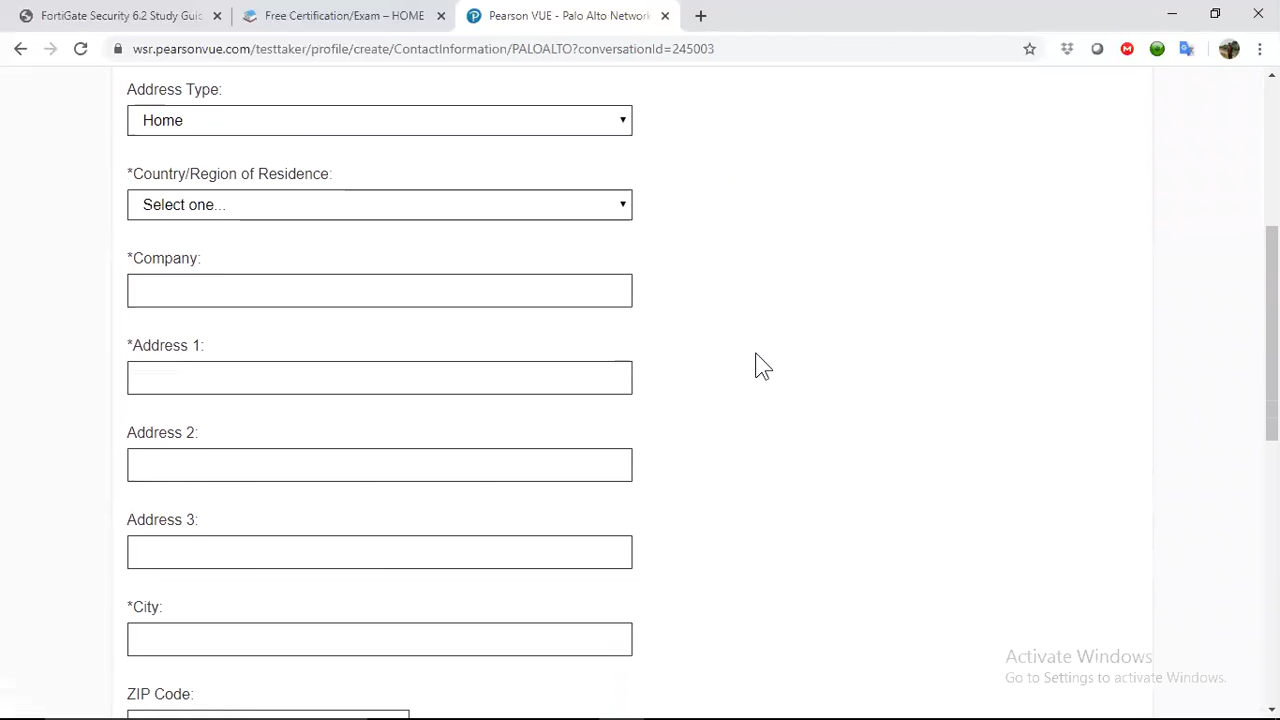 FortiGate Security 6.2 Study Guid
Free Certification/Exam – HOME
Pearson VUE - Palo Alto Network
wsr.pearsonvue.com/testtaker/profile/create/ContactInformation/PALOALTO?conversationId=245003
Address Type:
Home
*Country/Region of Residence:
Select one...
*Company:
*Address 1:
Address 2:
Address 3:
*City:
ZIP Code:
Activate Windows
Go to Settings to activate Windows.